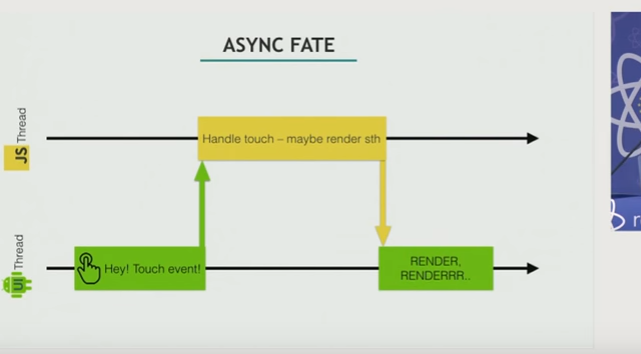 ASYNC FATE
JS Thread
Handle touch – maybe render sth
UI Thread
Hey! Touch event!
RENDER,
RENDERRR..
r